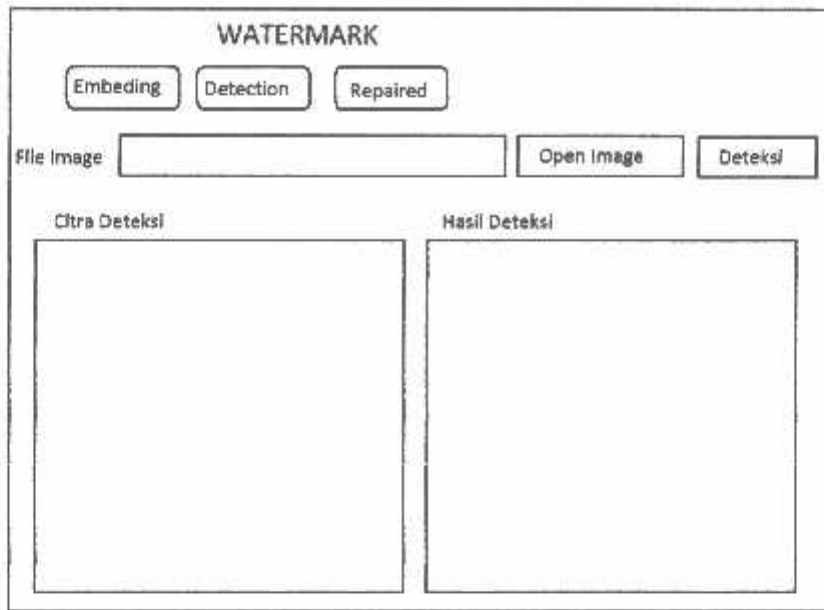 WATERMARK
Embeding Detection Repaired
File Image Open Image Deteksi
Citra Deteksi Hasil Deteksi